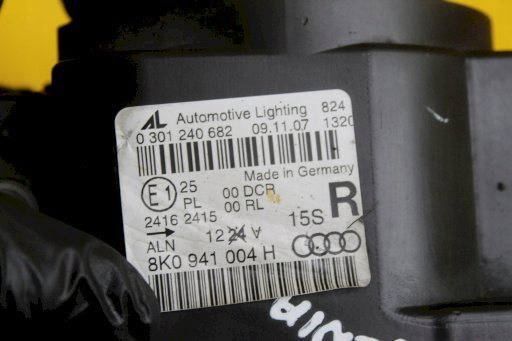 AL Automotive Lighting 824
0 301 240 682 09.11.07 1320
Made in Germany
E1 25 00 DCR
PL 00 RL R
2416 2415 15S
ALN 12 24 V
8K0 941 004 H